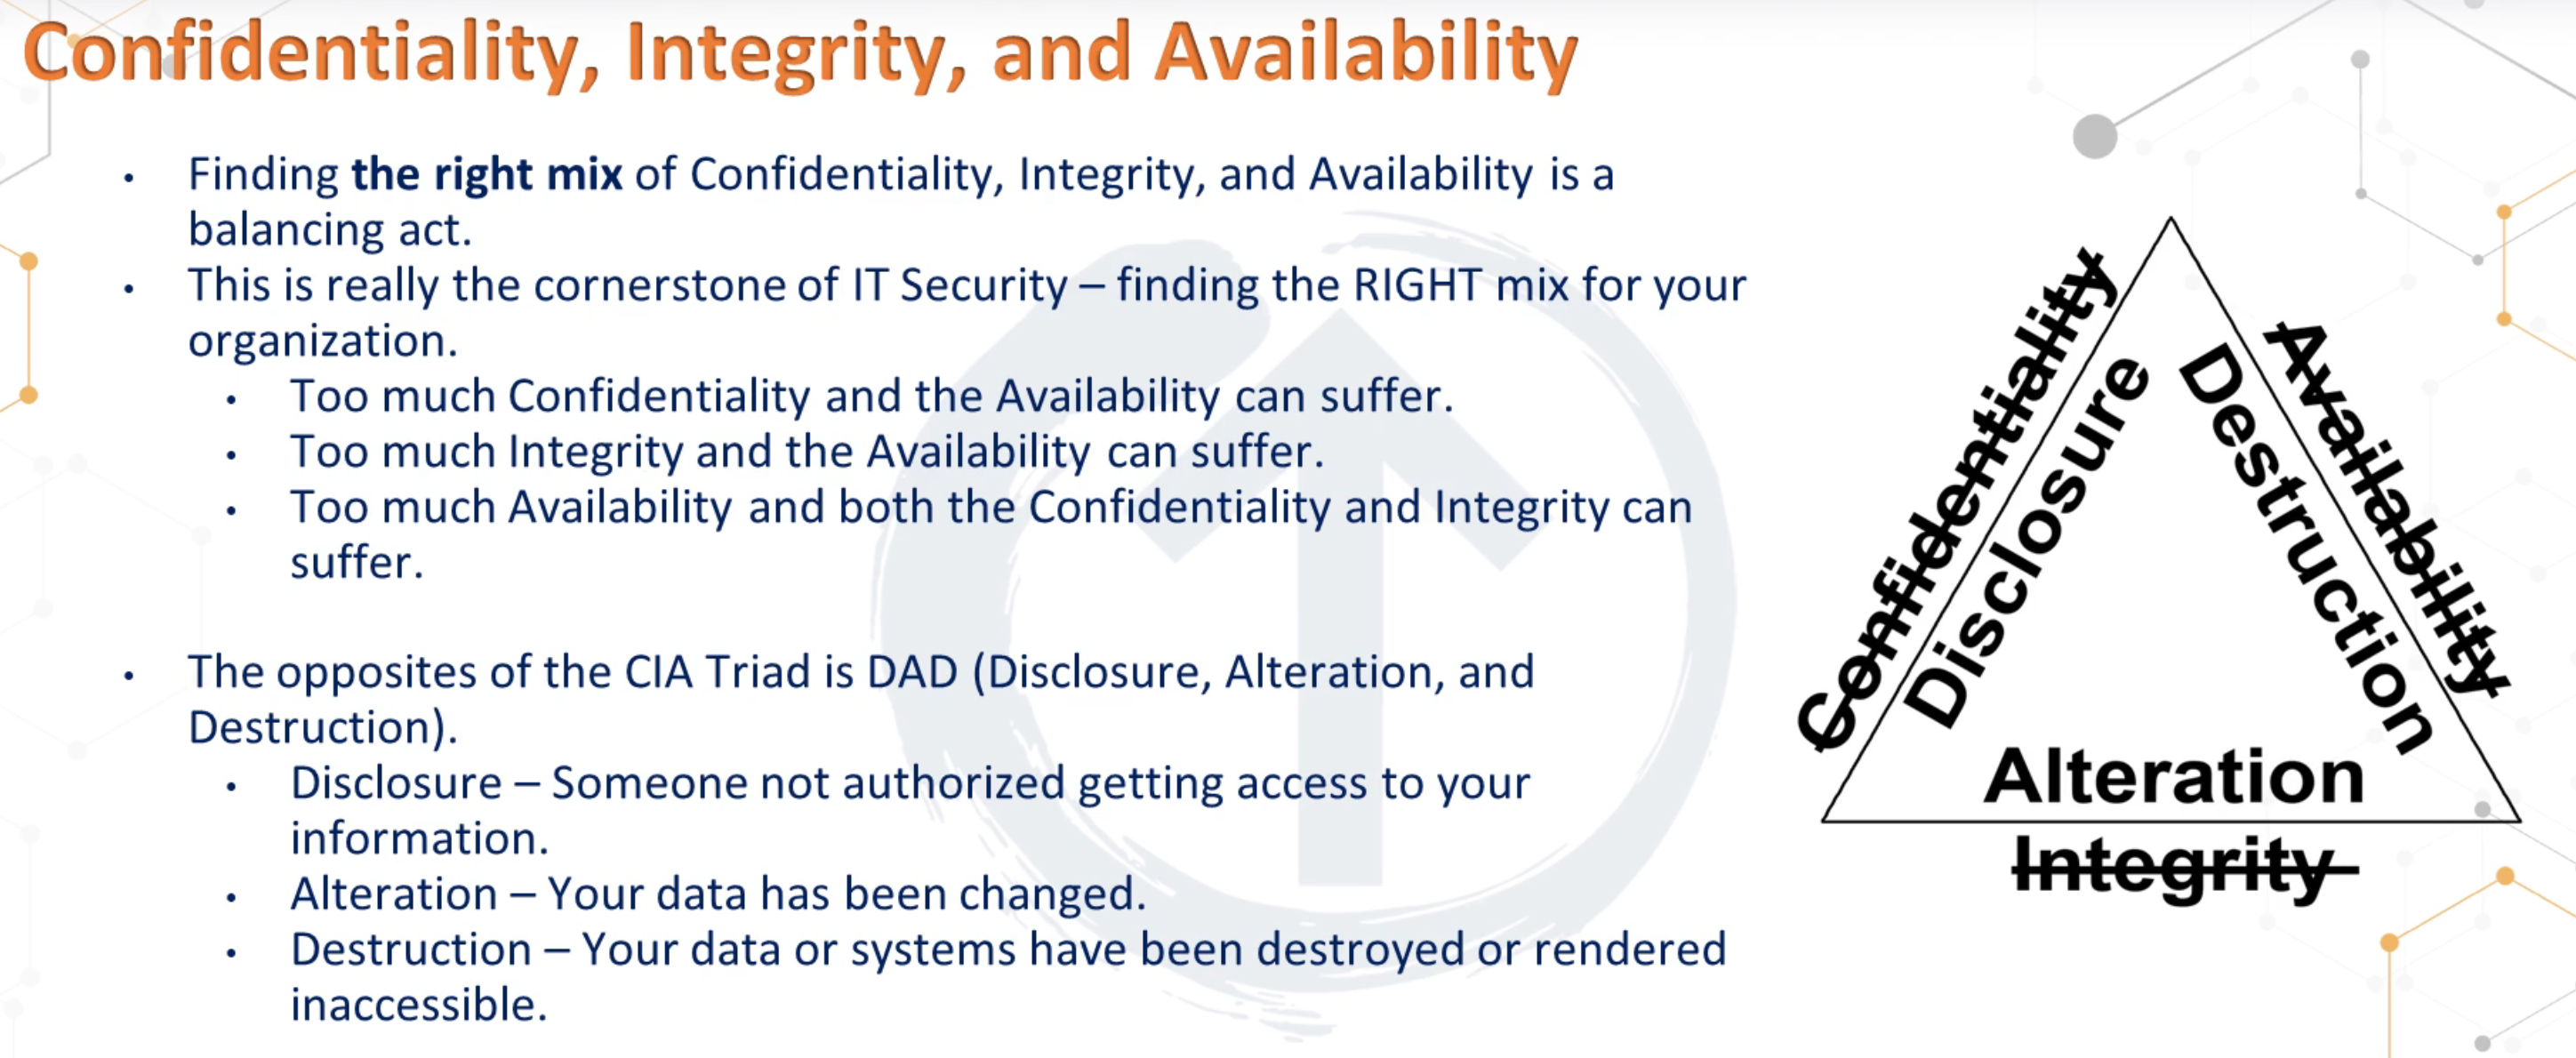 Confidentiality, Integrity, and Availability
• Finding the right mix of Confidentiality, Integrity, and Availability is a
balancing act.
• This is really the cornerstone of IT Security – finding the RIGHT mix for your
organization.
• Too much Confidentiality and the Availability can suffer.
• Too much Integrity and the Availability can suffer.
• Too much Availability and both the Confidentiality and Integrity can
suffer.
• The opposites of the CIA Triad is DAD (Disclosure, Alteration, and
Destruction).
• Disclosure – Someone not authorized getting access to your
information.
• Alteration – Your data has been changed.
• Destruction – Your data or systems have been destroyed or rendered
inaccessible.
Confidentiality
Disclosure
Availability
Destruction
Alteration
Integrity